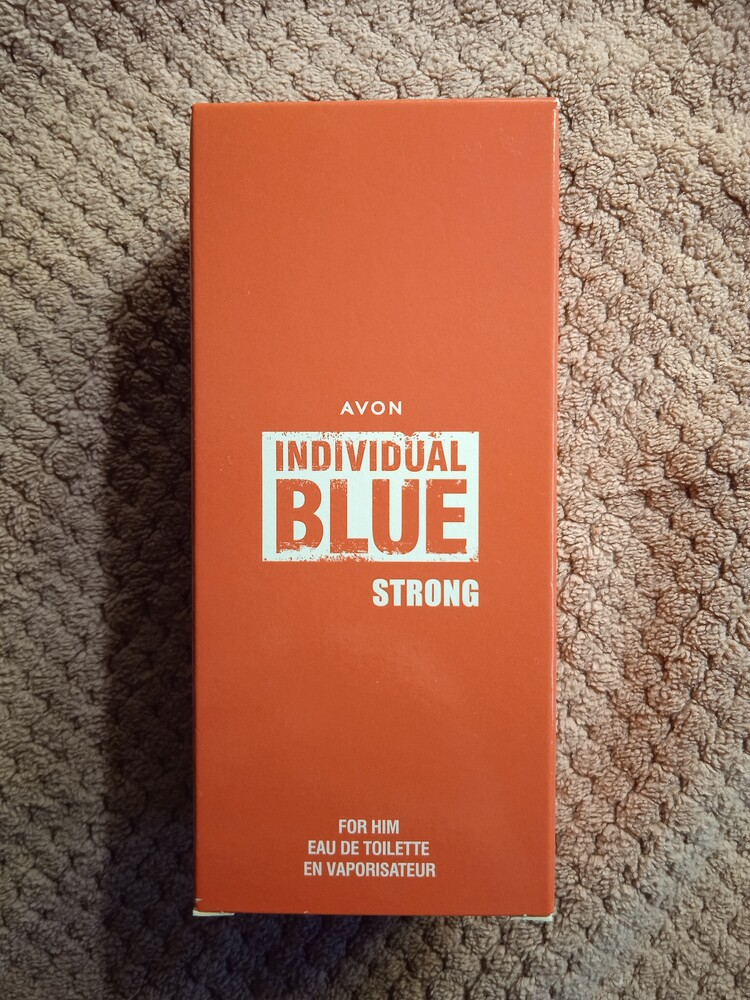 AVON
INDIVIDUAL
BLUE
STRONG
FOR HIM
EAU DE TOILETTE
EN VAPORISATEUR